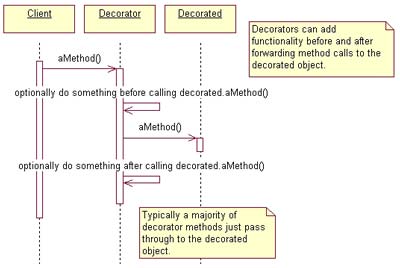 Client
Decorator
Decorated
Decorators can add
functionality before and after
forwarding method calls to the
decorated object.
aMethod()
optionally do something before calling decorated.aMethod()
aMethod()
optionally do something after calling decorated.aMethod()
Typically a majority of
decorator methods just pass
through to the decorated
object.